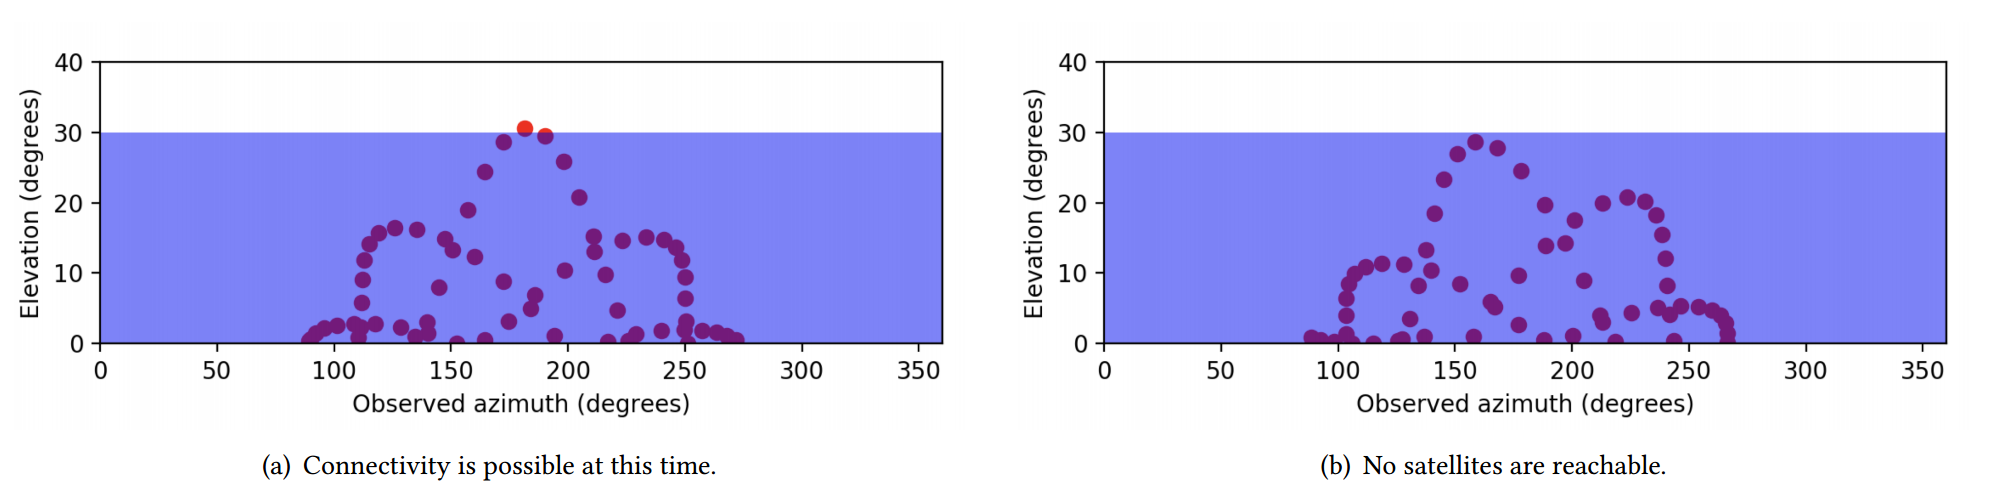 40
30
20
10
0
Elevation (degrees)
0 50 100 150 200 250 300 350
Observed azimuth (degrees)
(a) Connectivity is possible at this time.
40
30
20
10
0
Elevation (degrees)
0 50 100 150 200 250 300 350
Observed azimuth (degrees)
(b) No satellites are reachable.